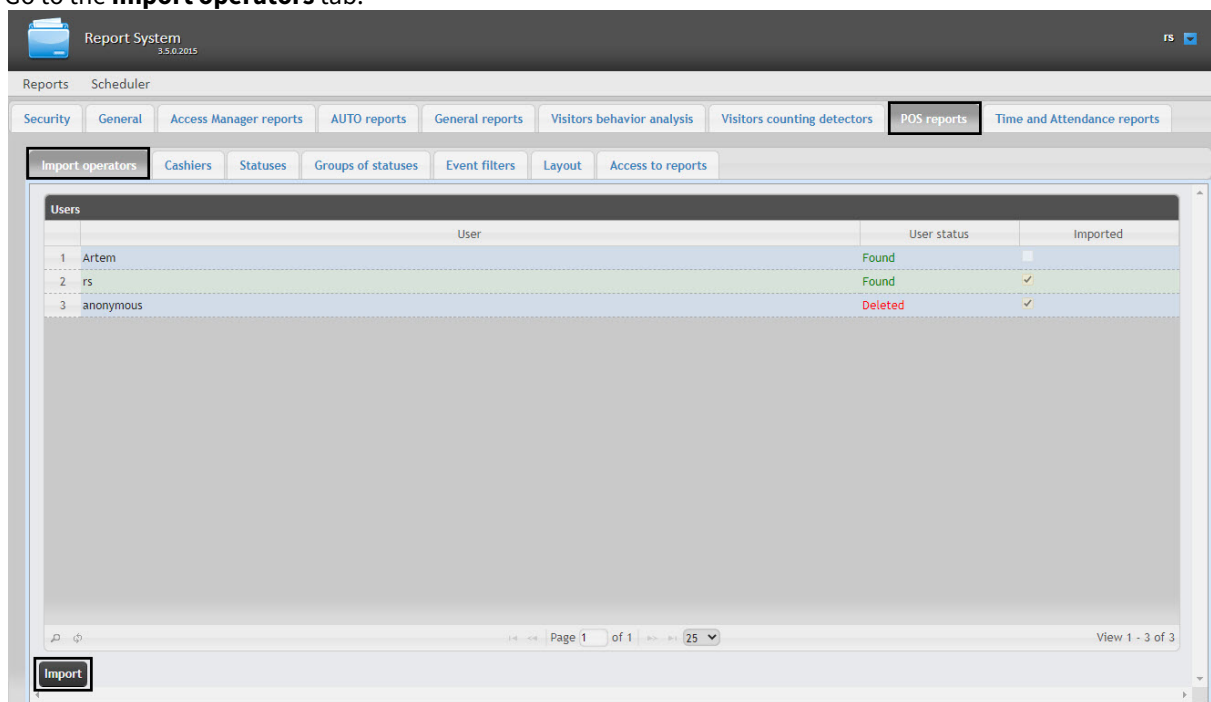 Go to the Import operators tab.
Report System
3.5.0.2015
rs
Reports Scheduler
Security General Access Manager reports AUTO reports General reports Visitors behavior analysis Visitors counting detectors POS reports Time and Attendance reports
Import operators Cashiers Statuses Groups of statuses Event filters Layout Access to reports
Users
User User status Imported
1 Artem Found
2 rs Found
3 anonymous Deleted
Page 1 of 1 25 View 1 - 3 of 3
Import